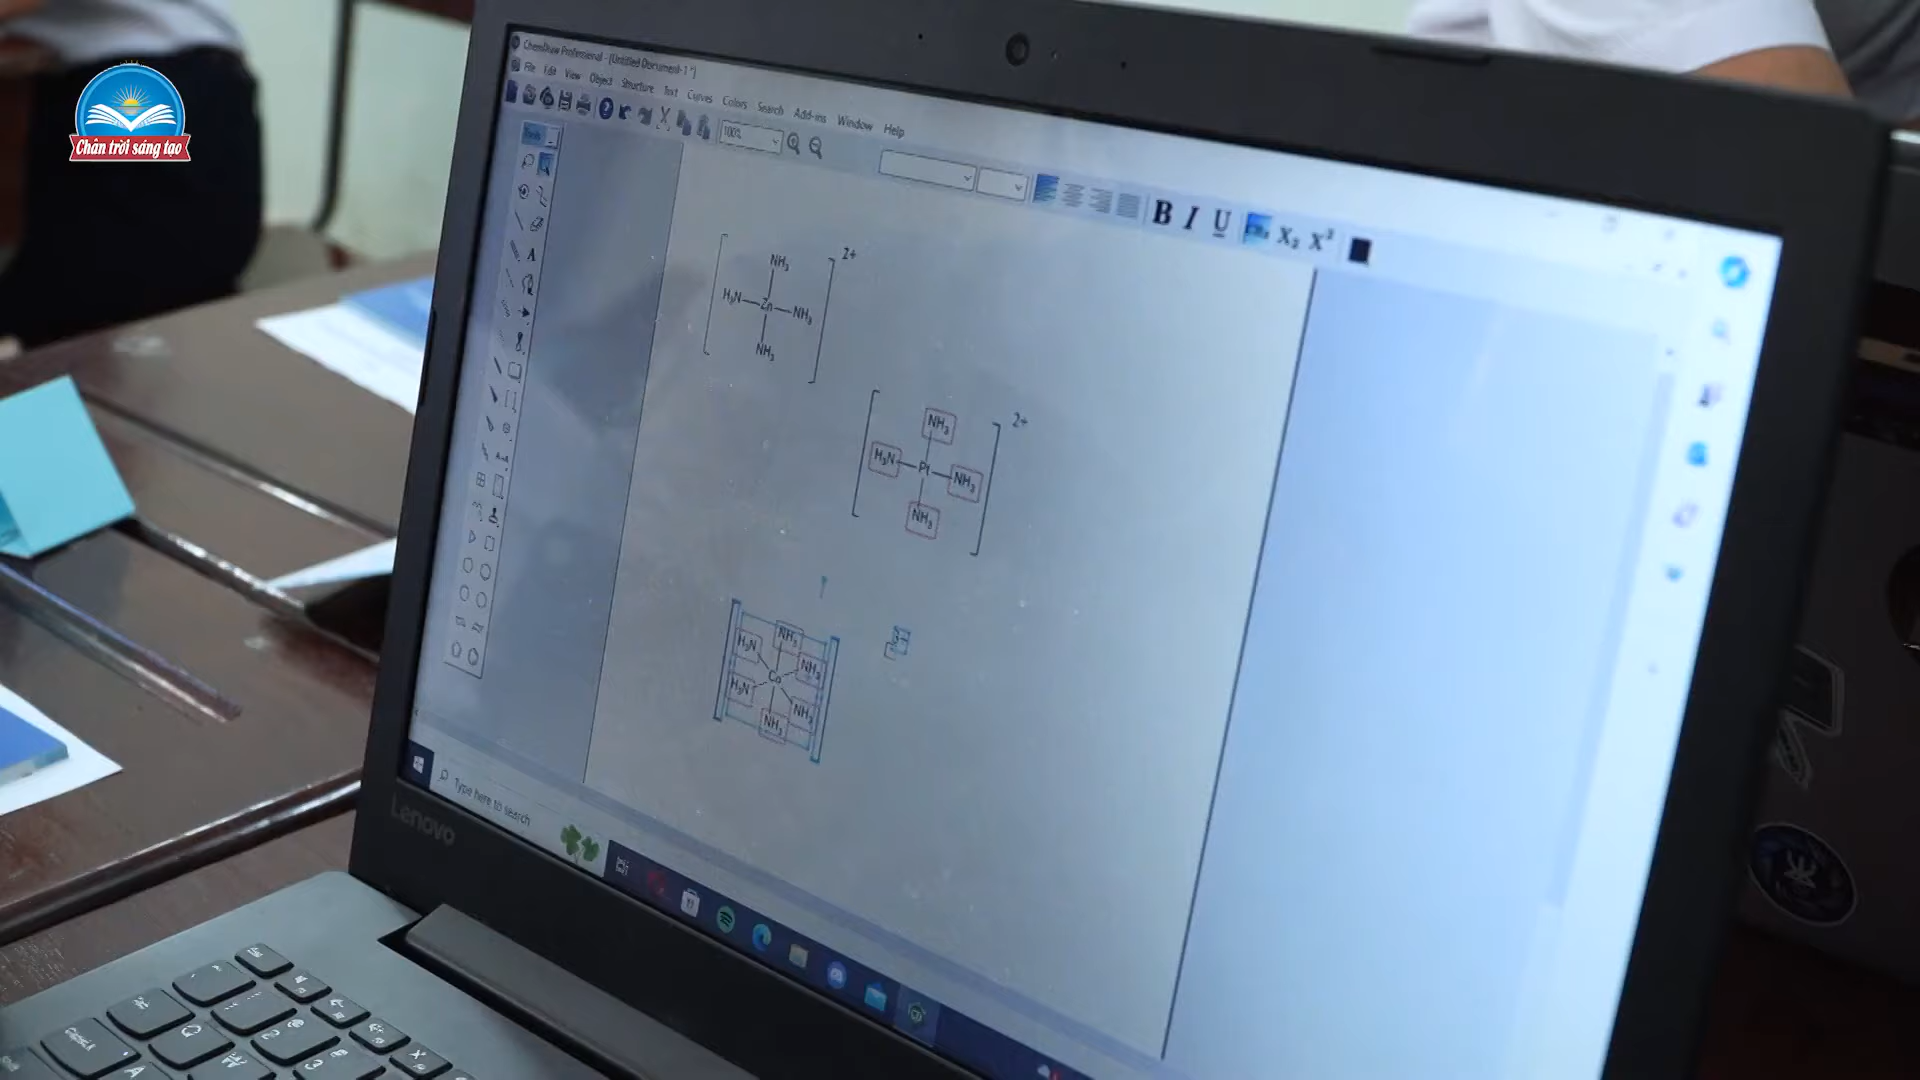 Chân trời sáng tạo
ChemDraw Professional - [Untitled Document-1 *]
File Edit View Object Structure Text Curves Colors Search Add-ins Window Help
100%
B I U CH₂ X₂ X²
Tools
A
NH₃
2+
H₃N Zn NH₃
NH₃
NH₃
2+
H₃N Pt NH₃
NH₃
NH₃
H₃N NH₃
Co
H₃N NH₃
NH₃
Type here to search
Lenovo